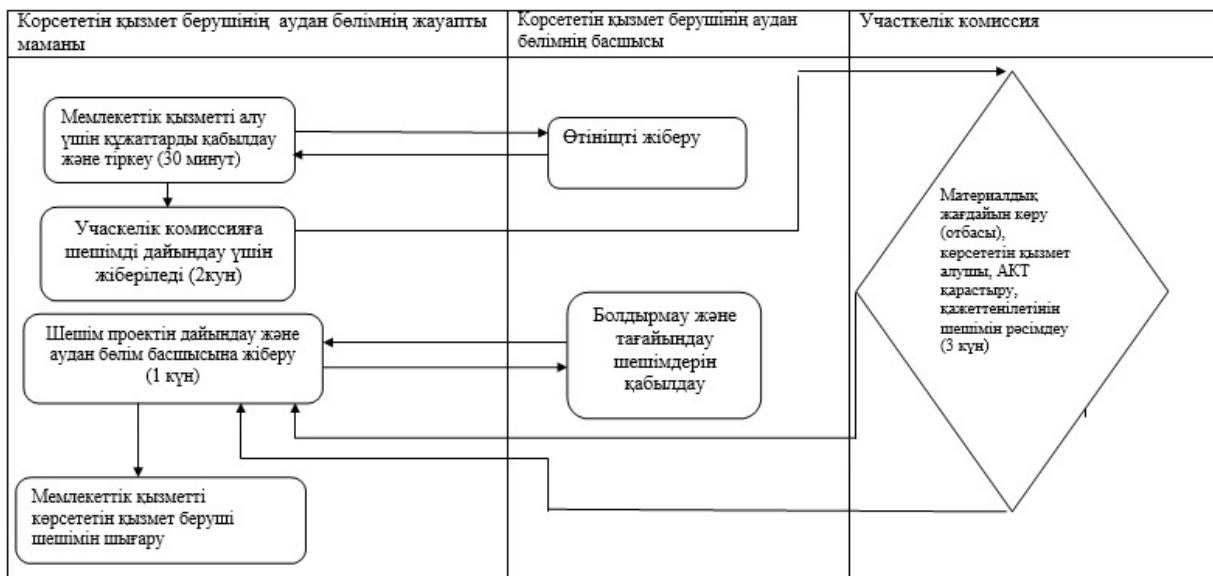 Корсететін қызмет берушінің аудан бөлімнің жауапты
маманы
Корсететін қызмет берушінің аудан
бөлімнің басшысы
Участкелік комиссия
Мемлекеттік қызметті алу
үшін құжаттарды қабылдау
және тіркеу (30 минут)
Өтінішті жіберу
Учаскелік комиссияға
шешімді дайындау үшін
жіберіледі (2күн)
Материалдық
жағдайын көру
(отбасы),
көрсететін қызмет
алушы, АКТ
қарастыру,
қажеттенілетінін
шешімін рәсімдеу
(3 күн)
Шешім проектін дайындау және
аудан бөлім басшысына жіберу
(1 күн)
Болдырмау және
тағайындау
шешімдерін
қабылдау
Мемлекеттік қызметті
көрсететін қызмет беруші
шешімін шығару